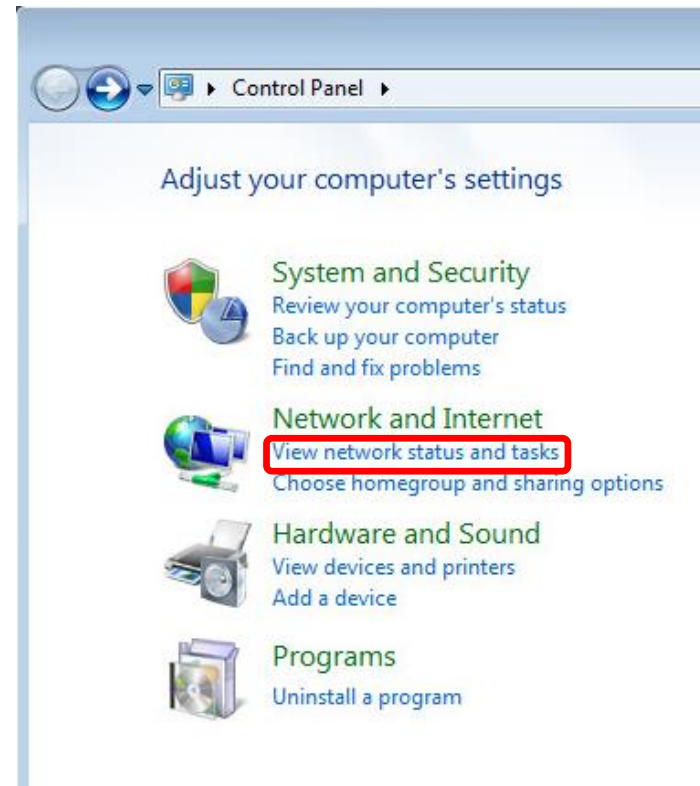 Control Panel
Adjust your computer's settings
System and Security
Review your computer's status
Back up your computer
Find and fix problems
Network and Internet
View network status and tasks
Choose homegroup and sharing options
Hardware and Sound
View devices and printers
Add a device
Programs
Uninstall a program